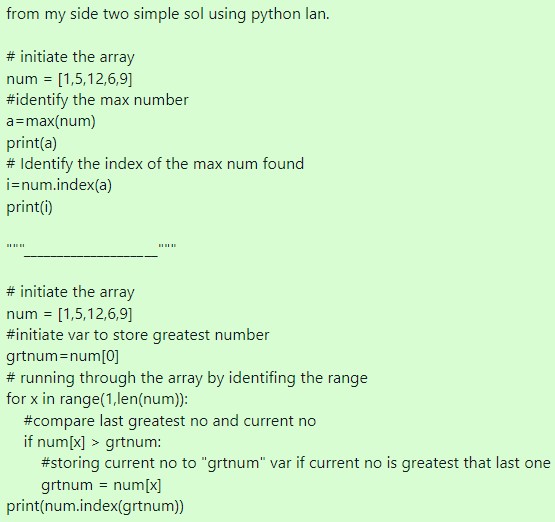 from my side two simple sol using python lan.
# initiate the array
num = [1,5,12,6,9]
#identify the max number
a=max(num)
print(a)
# Identify the index of the max num found
i=num.index(a)
print(i)
"""____________________"""
# initiate the array
num = [1,5,12,6,9]
#initiate var to store greatest number
grtnum=num[0]
# running through the array by identifing the range
for x in range(1,len(num)):
    #compare last greatest no and current no
    if num[x] > grtnum:
        #storing current no to "grtnum" var if current no is greatest that last one
        grtnum = num[x]
print(num.index(grtnum))